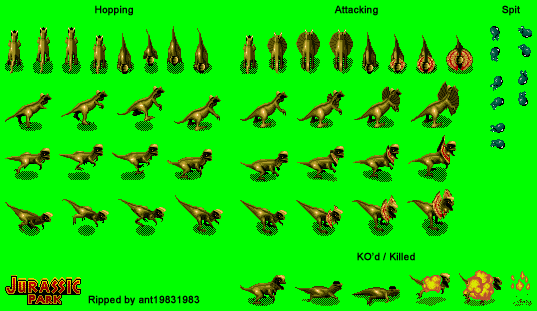 Hopping
Attacking
Spit
KO'd / Killed
JURASSIC
PARK
Ripped by ant19831983